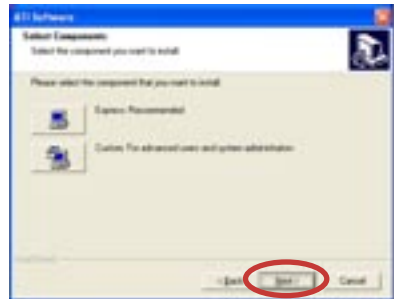 ATI Software
Select Components
Select the component you want to install
Please select the component that you want to install
Express: Recommended
Custom: For advanced users and system administrators
< Back
Next >
Cancel